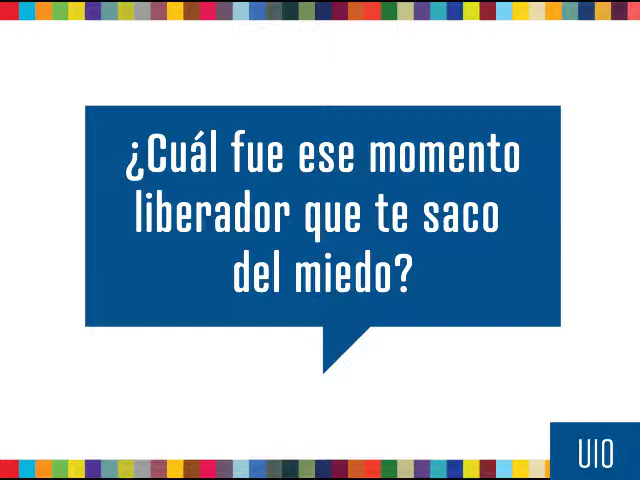 ¿Cuál fue ese momento
liberador que te saco
del miedo?
UIO